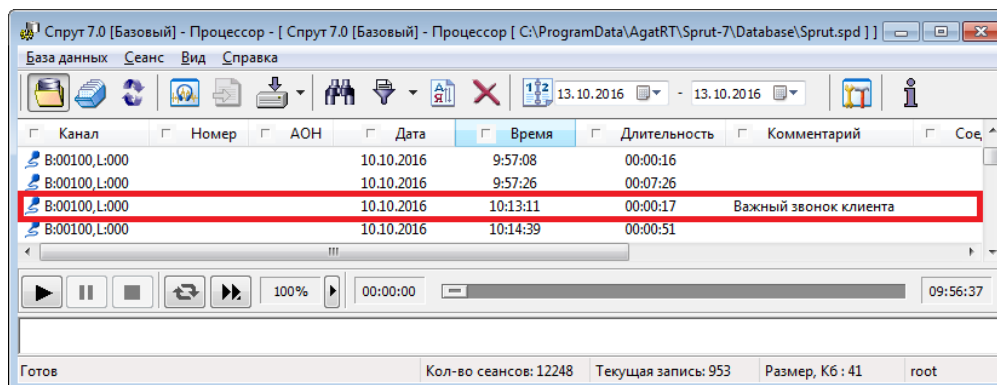 Спрут 7.0 [Базовый] - Процессор - [ Спрут 7.0 [Базовый] - Процессор [ C:\ProgramData\AgatRT\Sprut-7\Database\Sprut.spd ] ]
База данных Сеанс Вид Справка
13.10.2016 - 13.10.2016
Канал Номер АОН Дата Время Длительность Комментарий Сое
B:00100,L:000 10.10.2016 9:57:08 00:00:16
B:00100,L:000 10.10.2016 9:57:26 00:07:26
B:00100,L:000 10.10.2016 10:13:11 00:00:17 Важный звонок клиента
B:00100,L:000 10.10.2016 10:14:39 00:00:51
100% 00:00:00 09:56:37
Готов Кол-во сеансов: 12248 Текущая запись: 953 Размер, Кб : 41 root